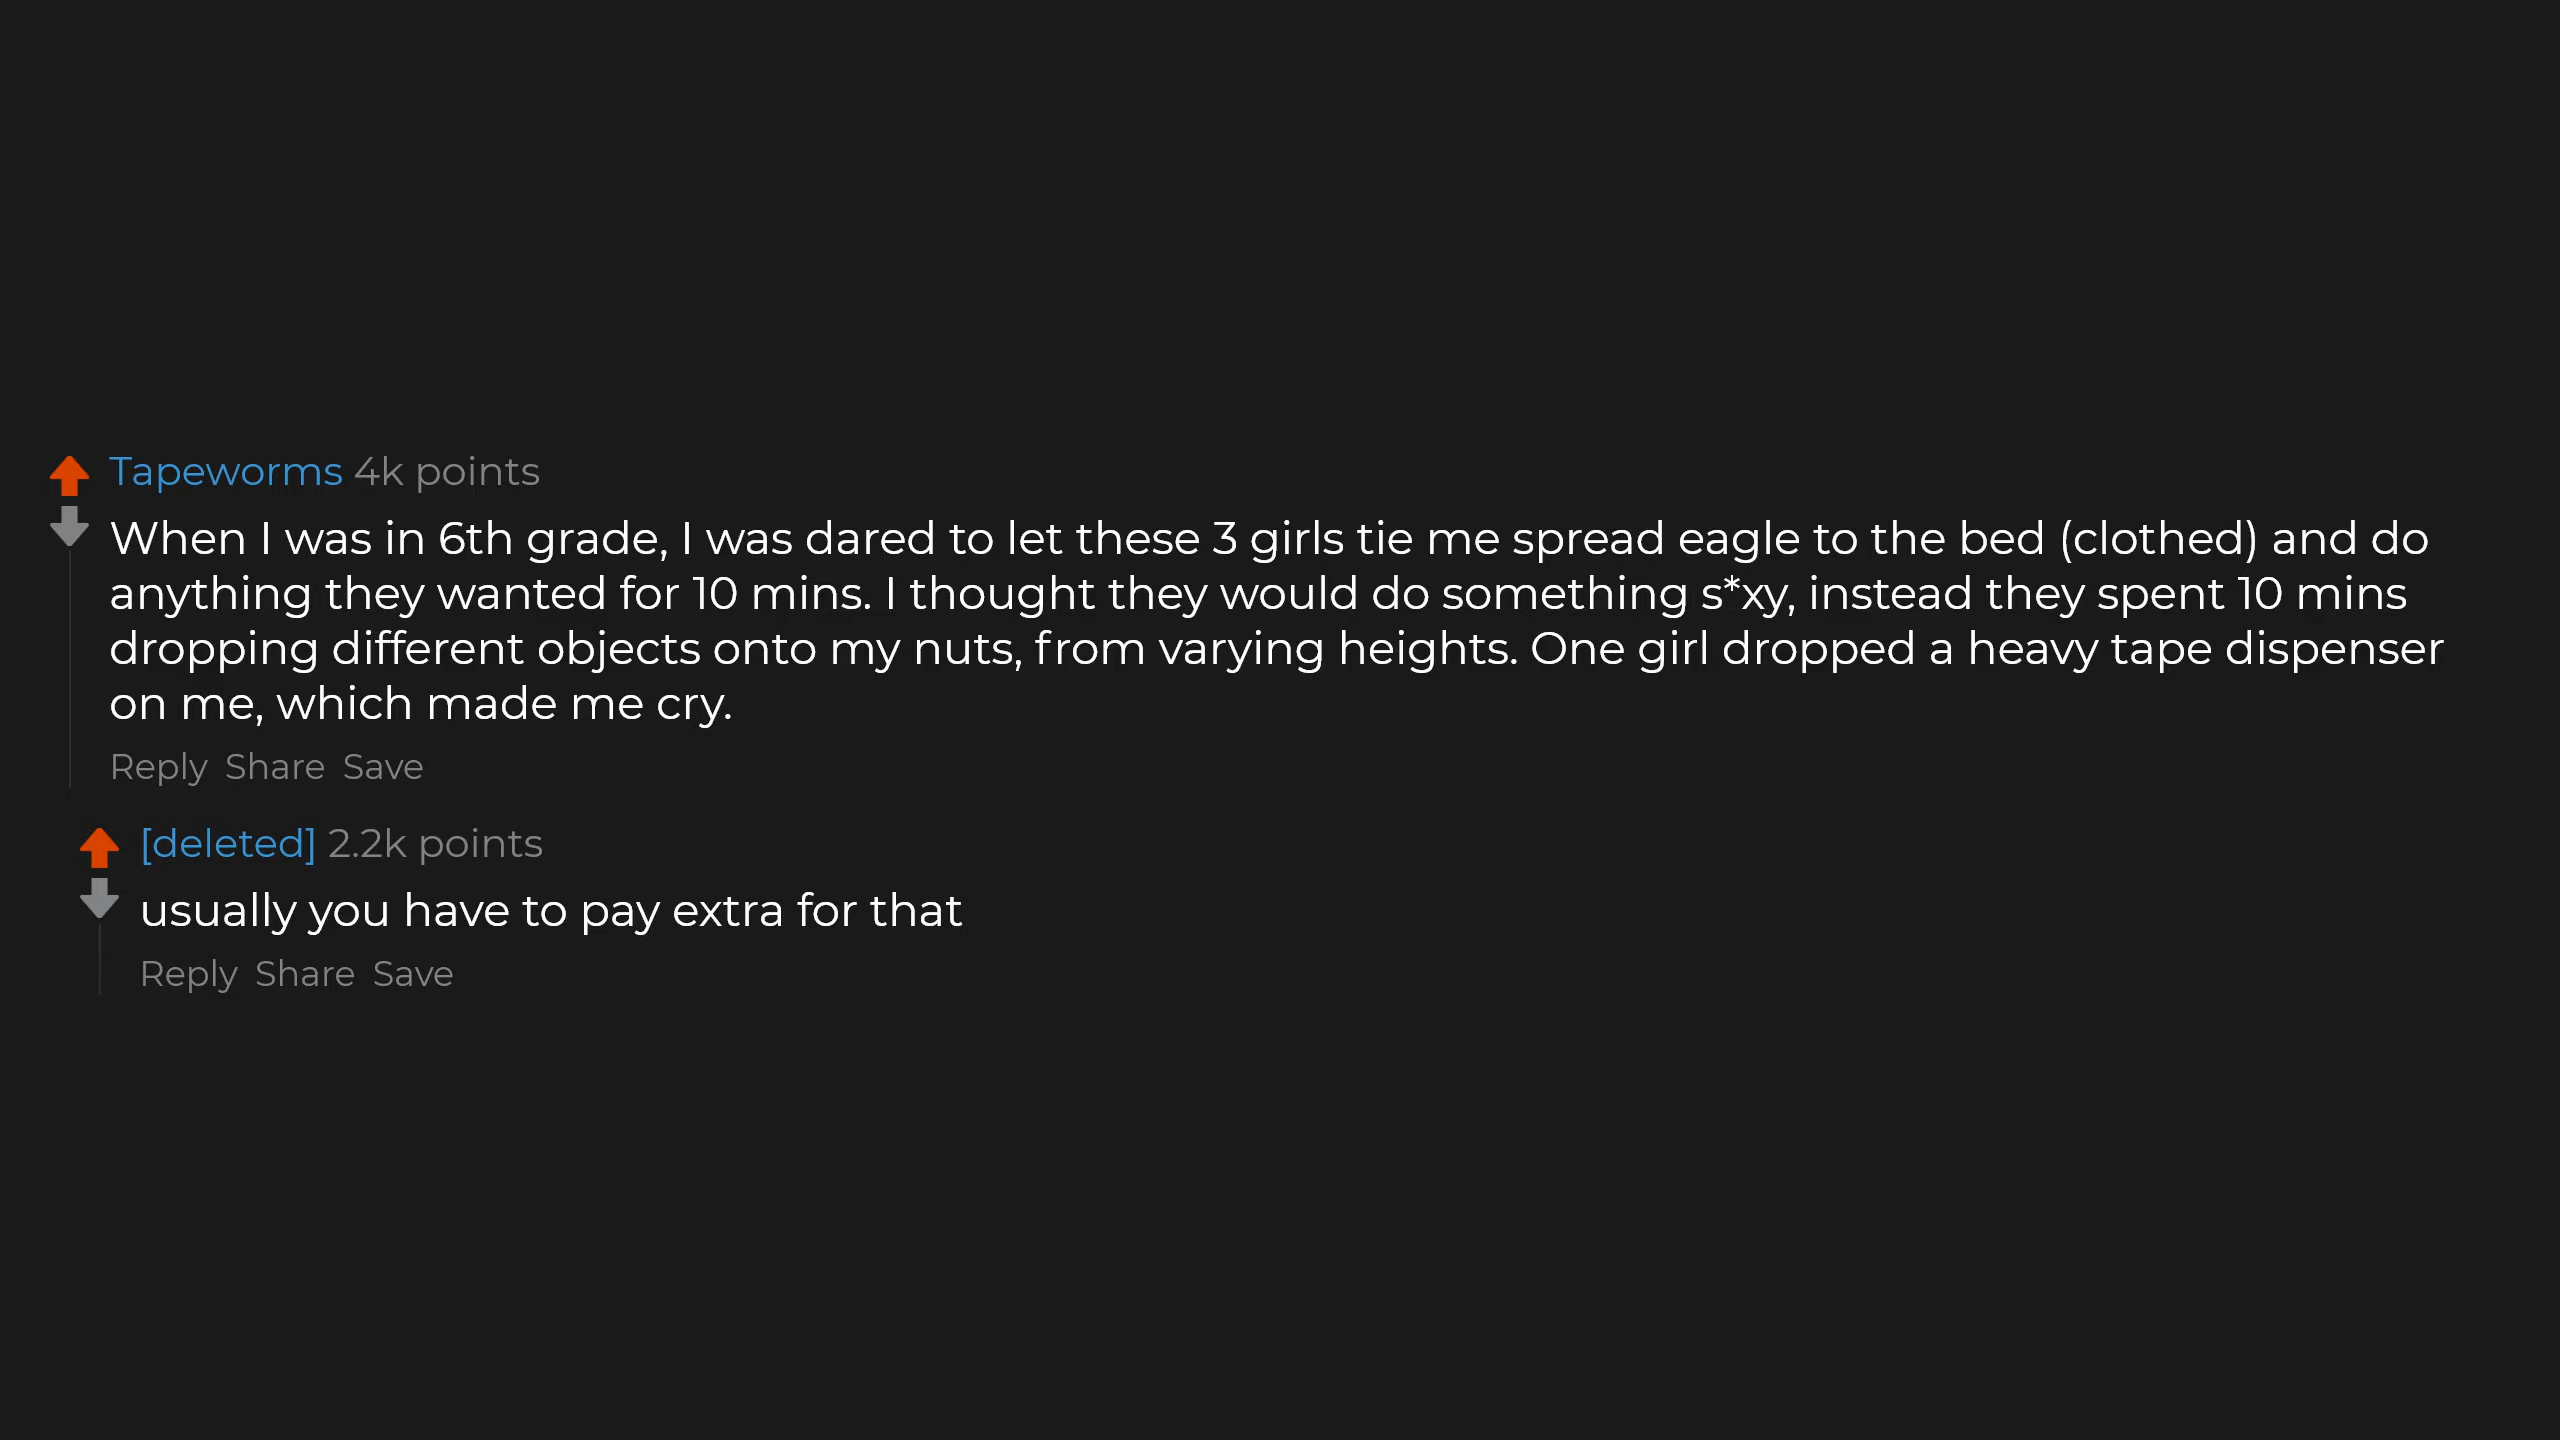 Tapeworms 4k points
When I was in 6th grade, I was dared to let these 3 girls tie me spread eagle to the bed (clothed) and do
anything they wanted for 10 mins. I thought they would do something s*xy, instead they spent 10 mins
dropping different objects onto my nuts, from varying heights. One girl dropped a heavy tape dispenser
on me, which made me cry.
Reply Share Save
[deleted] 2.2k points
usually you have to pay extra for that
Reply Share Save